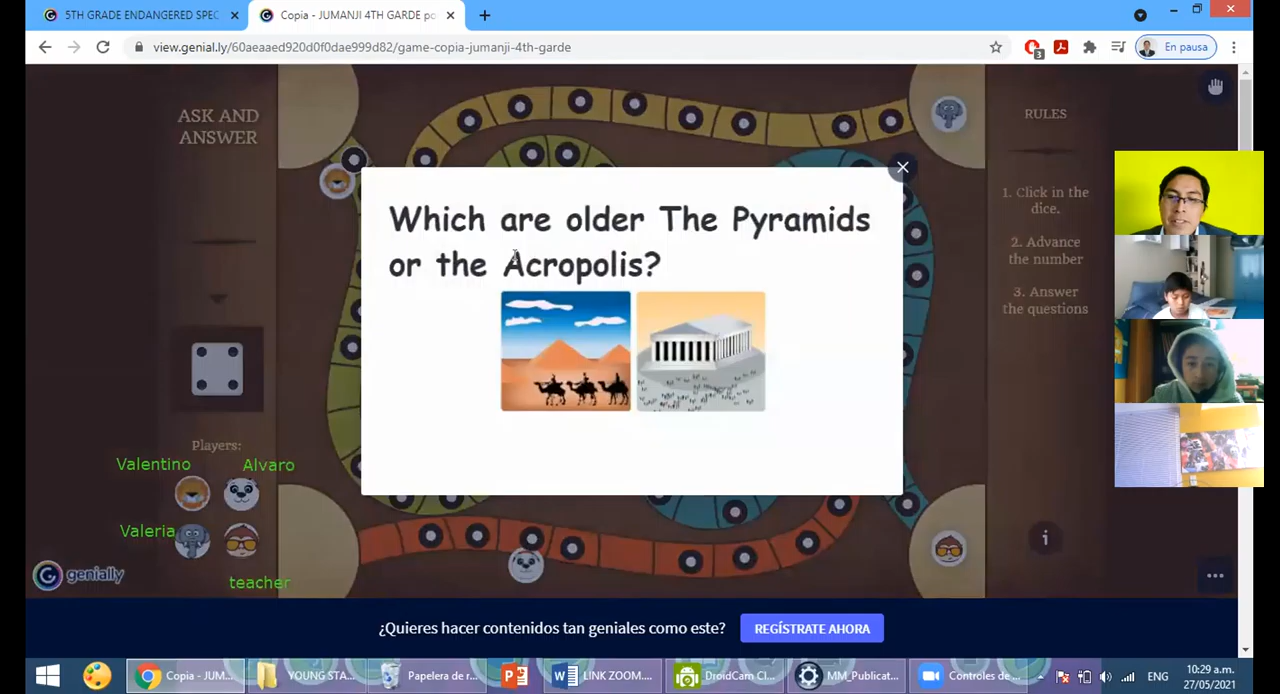 5TH GRADE ENDANGERED SPEC
Copia - JUMANJI 4TH GARDE po
view.genial.ly/60aeaaed920d0f0dae999d82/game-copia-jumanji-4th-garde
3
En pausa
ASK AND
ANSWER
RULES
1. Click in the
dice.
2. Advance
the number
3. Answer
the questions
Which are older The Pyramids
or the Acropolis?
Players:
Valentino
Alvaro
Valeria
teacher
genially
¿Quieres hacer contenidos tan geniales como este?
REGÍSTRATE AHORA
Copia - JUM...
YOUNG STA...
Papelera de r...
LINK ZOOM....
DroidCam Cl...
MM_Publicat...
Controles de ...
ENG
10:29 a.m.
27/05/2021